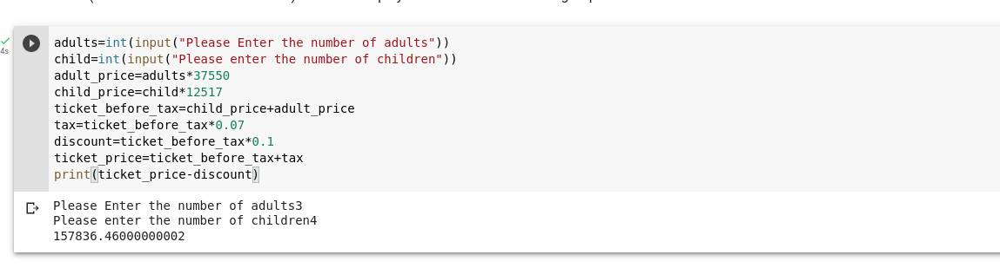 adults=int(input("Please Enter the number of adults"))
child=int(input("Please enter the number of children"))
adult_price=adults*37550
child_price=child*12517
ticket_before_tax=child_price+adult_price
tax=ticket_before_tax*0.07
discount=ticket_before_tax*0.1
ticket_price=ticket_before_tax+tax
print(ticket_price-discount)
4s
Please Enter the number of adults3
Please enter the number of children4
157836.46000000002